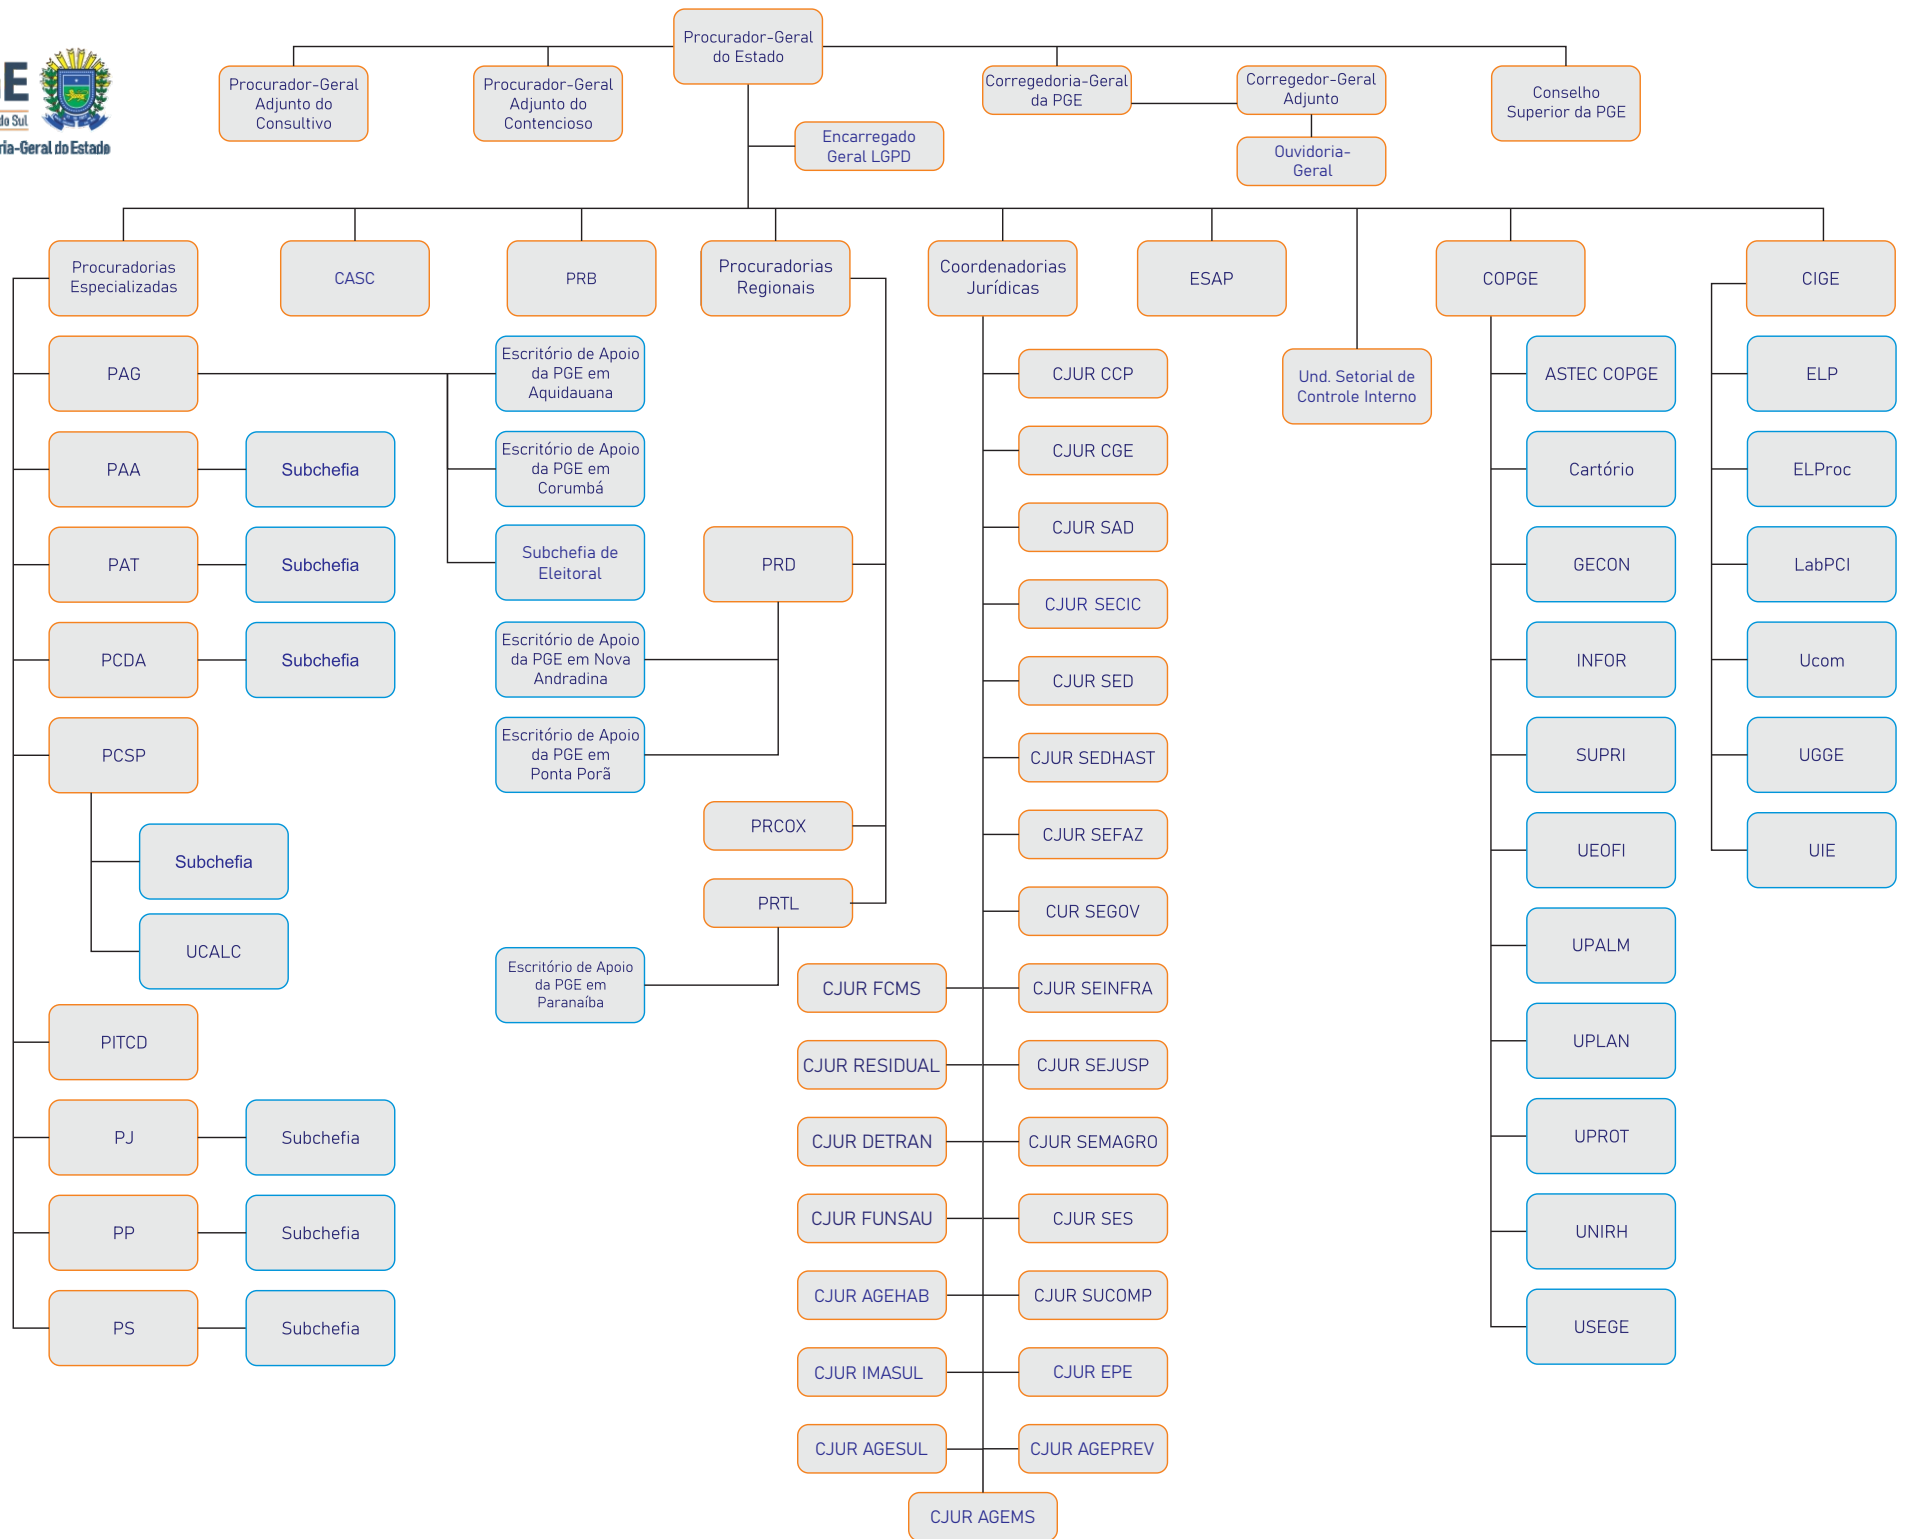 Procurador-Geral
do Estado
Procurador-Geral
Adjunto do
Consultivo
Procurador-Geral
Adjunto do
Contencioso
Corregedoria-Geral
da PGE
Corregedor-Geral
Adjunto
Conselho
Superior da PGE
do Sul
ria-Geral do Estado
Encarregado
Geral LGPD
Ouvidoria-
Geral
Procuradorias
Especializadas
CASC
PRB
Procuradorias
Regionais
Coordenadorias
Jurídicas
ESAP
COPGE
CIGE
Und. Setorial de
Controle Interno
PAG
PAA
Subchefia
PAT
Subchefia
PCDA
Subchefia
PCSP
Subchefia
UCALC
PITCD
PJ
Subchefia
PP
Subchefia
PS
Subchefia
Escritório de Apoio
da PGE em
Aquidauana
Escritório de Apoio
da PGE em
Corumbá
Subchefia de
Eleitoral
PRD
Escritório de Apoio
da PGE em Nova
Andradina
Escritório de Apoio
da PGE em
Ponta Porã
PRCOX
PRTL
Escritório de Apoio
da PGE em
Paranaíba
CJUR CCP
CJUR CGE
CJUR SAD
CJUR SECIC
CJUR SED
CJUR SEDHAST
CJUR SEFAZ
CUR SEGOV
CJUR FCMS
CJUR SEINFRA
CJUR RESIDUAL
CJUR SEJUSP
CJUR DETRAN
CJUR SEMAGRO
CJUR FUNSAU
CJUR SES
CJUR AGEHAB
CJUR SUCOMP
CJUR IMASUL
CJUR EPE
CJUR AGESUL
CJUR AGEPREV
CJUR AGEMS
ASTEC COPGE
Cartório
GECON
INFOR
SUPRI
UEOFI
UPALM
UPLAN
UPROT
UNIRH
USEGE
ELP
ELProc
LabPCI
Ucom
UGGE
UIE